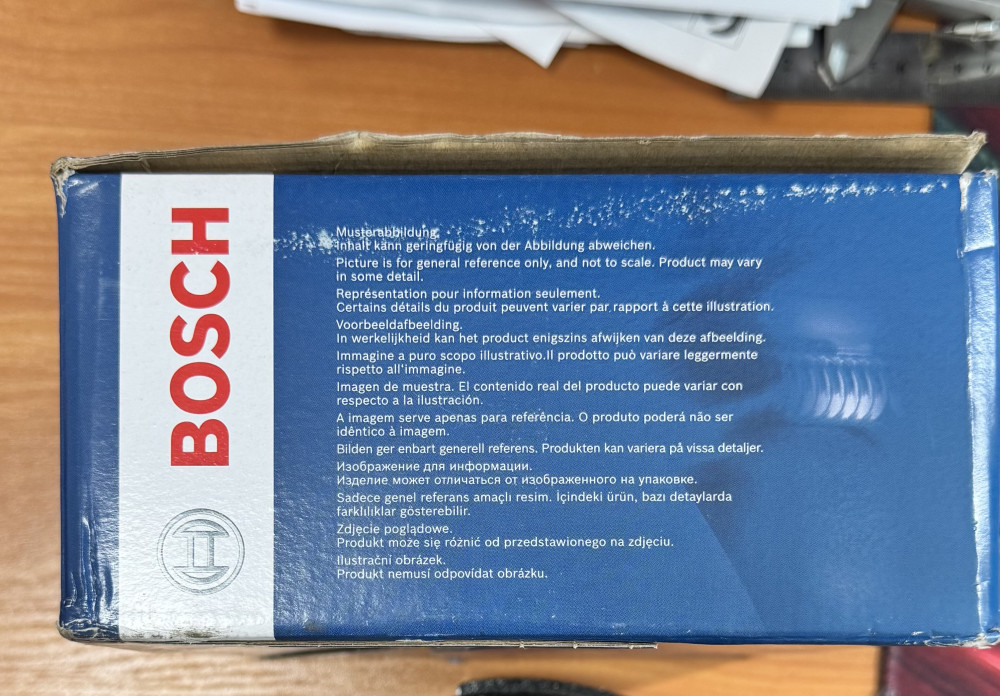 BOSCH
Musterabbildung.
Inhalt kann geringfügig von der Abbildung abweichen.
Picture is for general reference only, and not to scale. Product may vary
in some detail.
Représentation pour information seulement.
Certains détails du produit peuvent varier par rapport à cette illustration.
Voorbeeldafbeelding.
In werkelijkheid kan het product enigszins afwijken van deze afbeelding.
Immagine a puro scopo illustrativo.Il prodotto può variare leggermente
rispetto all'immagine.
Imagen de muestra. El contenido real del producto puede variar con
respecto a la ilustración.
A imagem serve apenas para referência. O produto poderá não ser
idêntico à imagem.
Bilden ger enbart generell referens. Produkten kan variera på vissa detaljer.
Изображение для информации.
Изделие может отличаться от изображенного на упаковке.
Sadece genel referans amaçlı resim. İçindeki ürün, bazı detaylarda
farklılıklar gösterebilir.
Zdjęcie poglądowe.
Produkt może się różnić od przedstawionego na zdjęciu.
Ilustrační obrázek.
Produkt nemusí odpovídat obrázku.